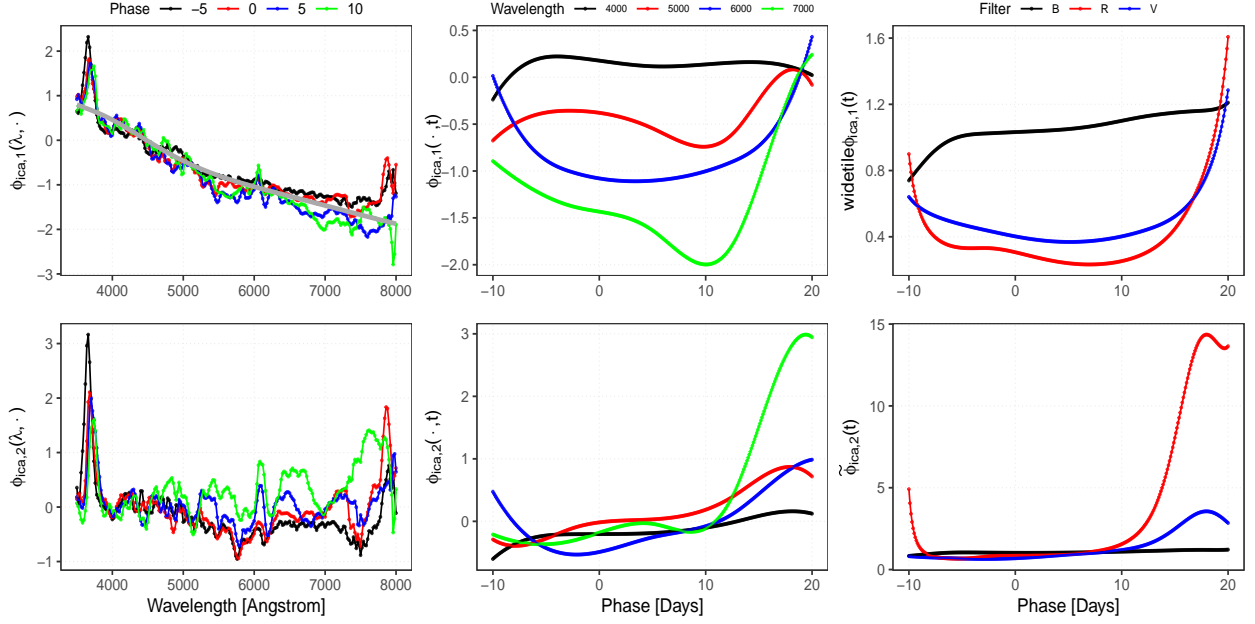 Phase -5 0 5 10
Wavelength 4000 5000 6000 7000
Filter B R V
ϕica,1(λ, ·)
2
1
0
−1
−2
−3
4000 5000 6000 7000 8000
ϕica,1( · ,t)
0.5
0.0
−0.5
−1.0
−1.5
−2.0
−10 0 10 20
widetildeϕica,1(t)
1.6
1.2
0.8
0.4
−10 0 10 20
ϕica,2(λ, ·)
3
2
1
0
−1
4000 5000 6000 7000 8000
Wavelength [Angstrom]
ϕica,2( · ,t)
3
2
1
0
−10 0 10 20
Phase [Days]
ϕ̃ica,2(t)
15
10
5
0
−10 0 10 20
Phase [Days]